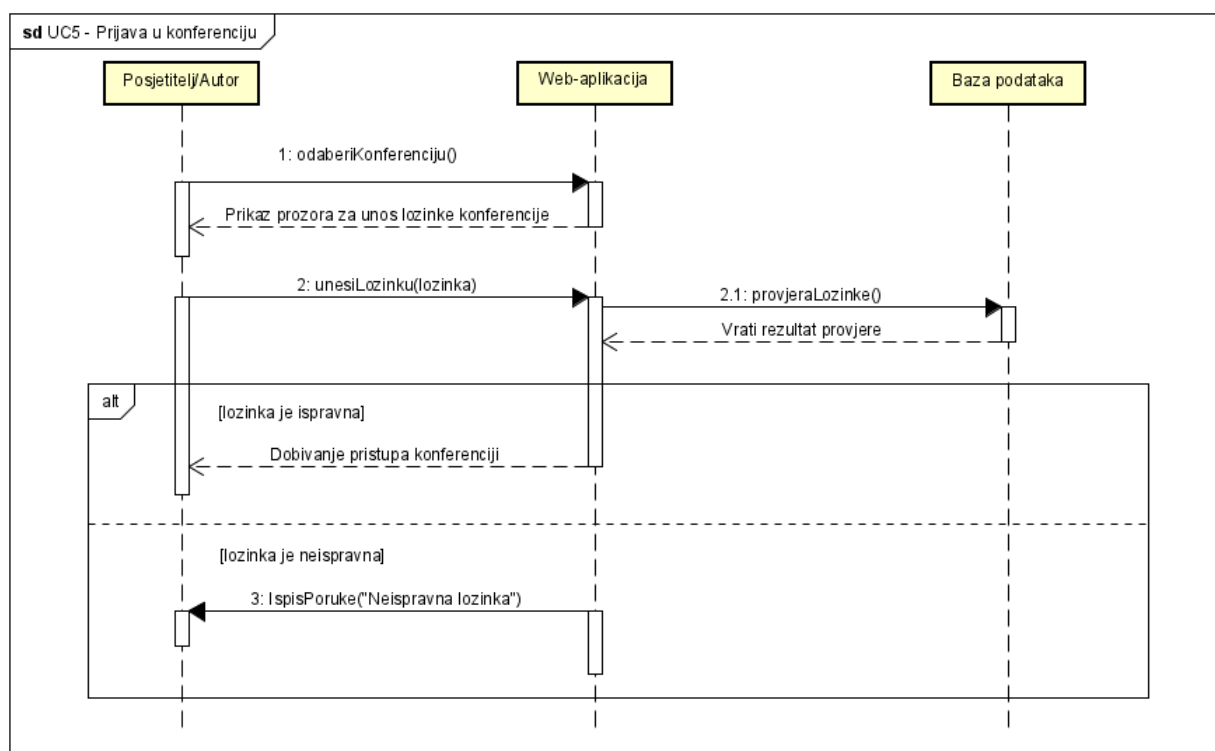 sd UC5 - Prijava u konferenciju
Posjetitelj/Autor
Web-aplikacija
Baza podataka
1: odaberiKonferenciju()
Prikaz prozora za unos lozinke konferencije
2: unesiLozinku(lozinka)
2.1: provjeraLozinke()
Vrati rezultat provjere
alt
[lozinka je ispravna]
Dobivanje pristupa konferenciji
[lozinka je neispravna]
3: IspisPoruke("Neispravna lozinka")